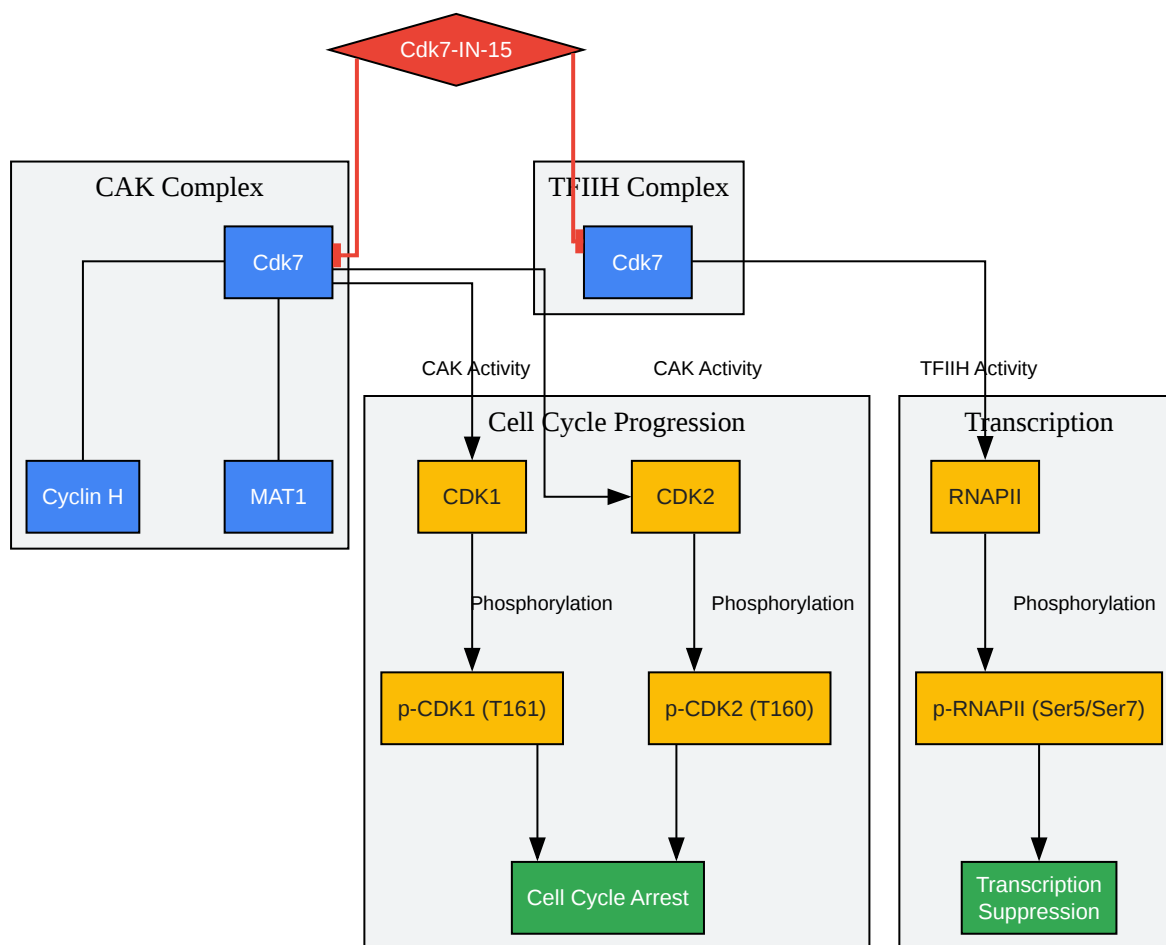 Cdk7-IN-15
CAK Complex
TFIIH Complex
Cdk7
Cdk7
CAK Activity
CAK Activity
TFIIH Activity
Cell Cycle Progression
Transcription
Cyclin H
MAT1
CDK1
CDK2
RNAPII
Phosphorylation
Phosphorylation
Phosphorylation
p-CDK1 (T161)
p-CDK2 (T160)
p-RNAPII (Ser5/Ser7)
Cell Cycle Arrest
Transcription
Suppression